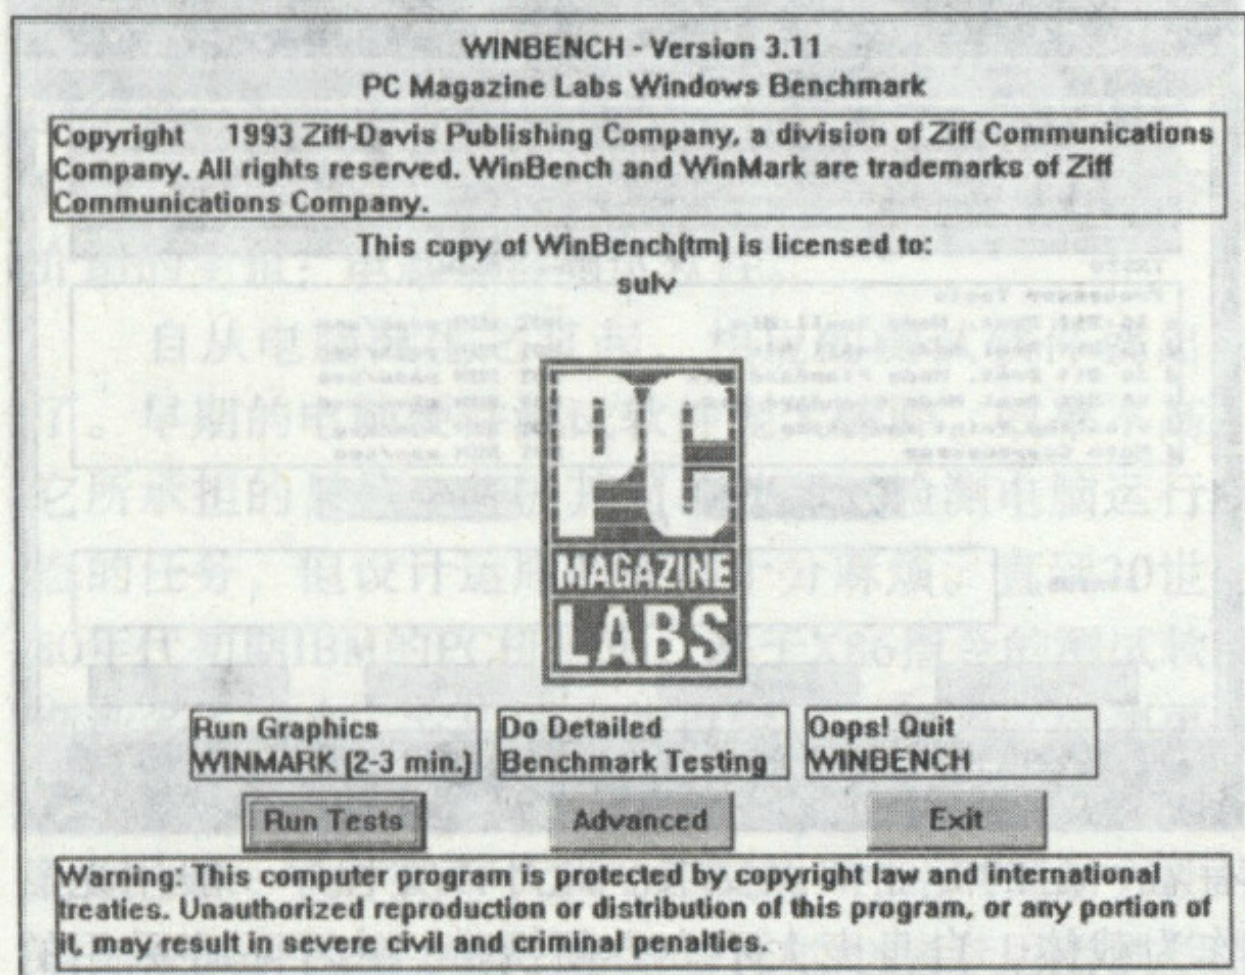 WINBENCH - Version 3.11
PC Magazine Labs Windows Benchmark
Copyright 1993 Ziff-Davis Publishing Company, a division of Ziff Communications
Company. All rights reserved. WinBench and WinMark are trademarks of Ziff
Communications Company.
This copy of WinBench(tm) is licensed to:
sulv
PC
MAGAZINE
LABS
Run Graphics
WINMARK (2-3 min.)
Do Detailed
Benchmark Testing
Oops! Quit
WINBENCH
Run Tests
Advanced
Exit
Warning: This computer program is protected by copyright law and international
treaties. Unauthorized reproduction or distribution of this program, or any portion of
it, may result in severe civil and criminal penalties.